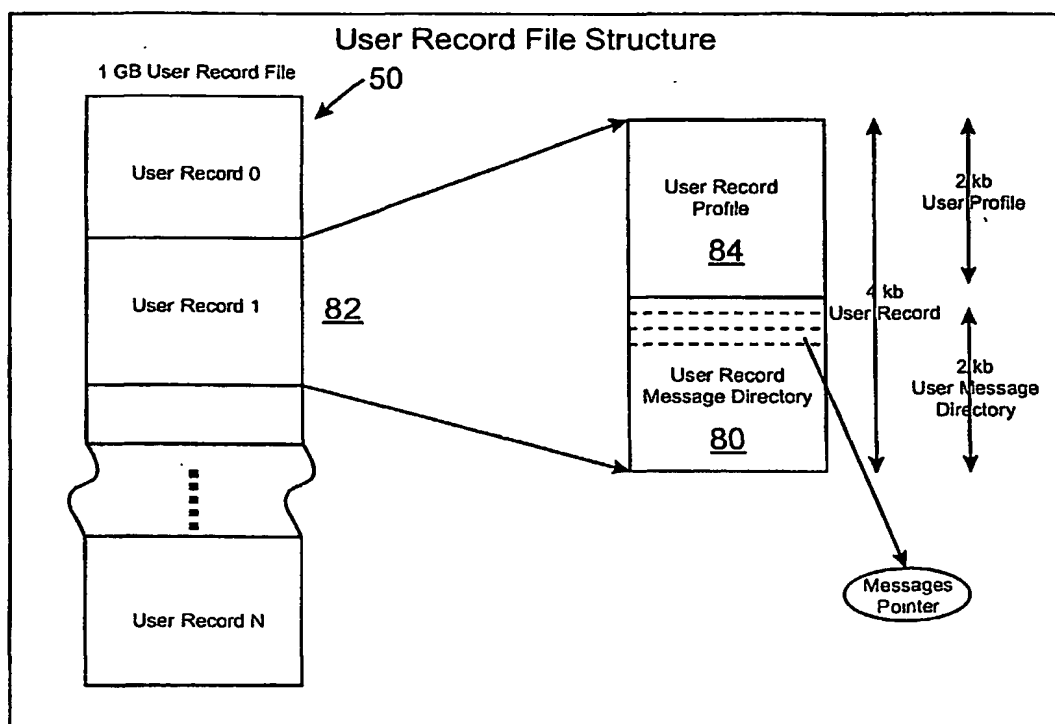 User Record File Structure
1 GB User Record File
50
User Record 0
User Record 1
82
User Record N
User Record
Profile
84
User Record
Message Directory
80
4 kb
User Record
2 kb
User Profile
2 kb
User Message
Directory
Messages
Pointer